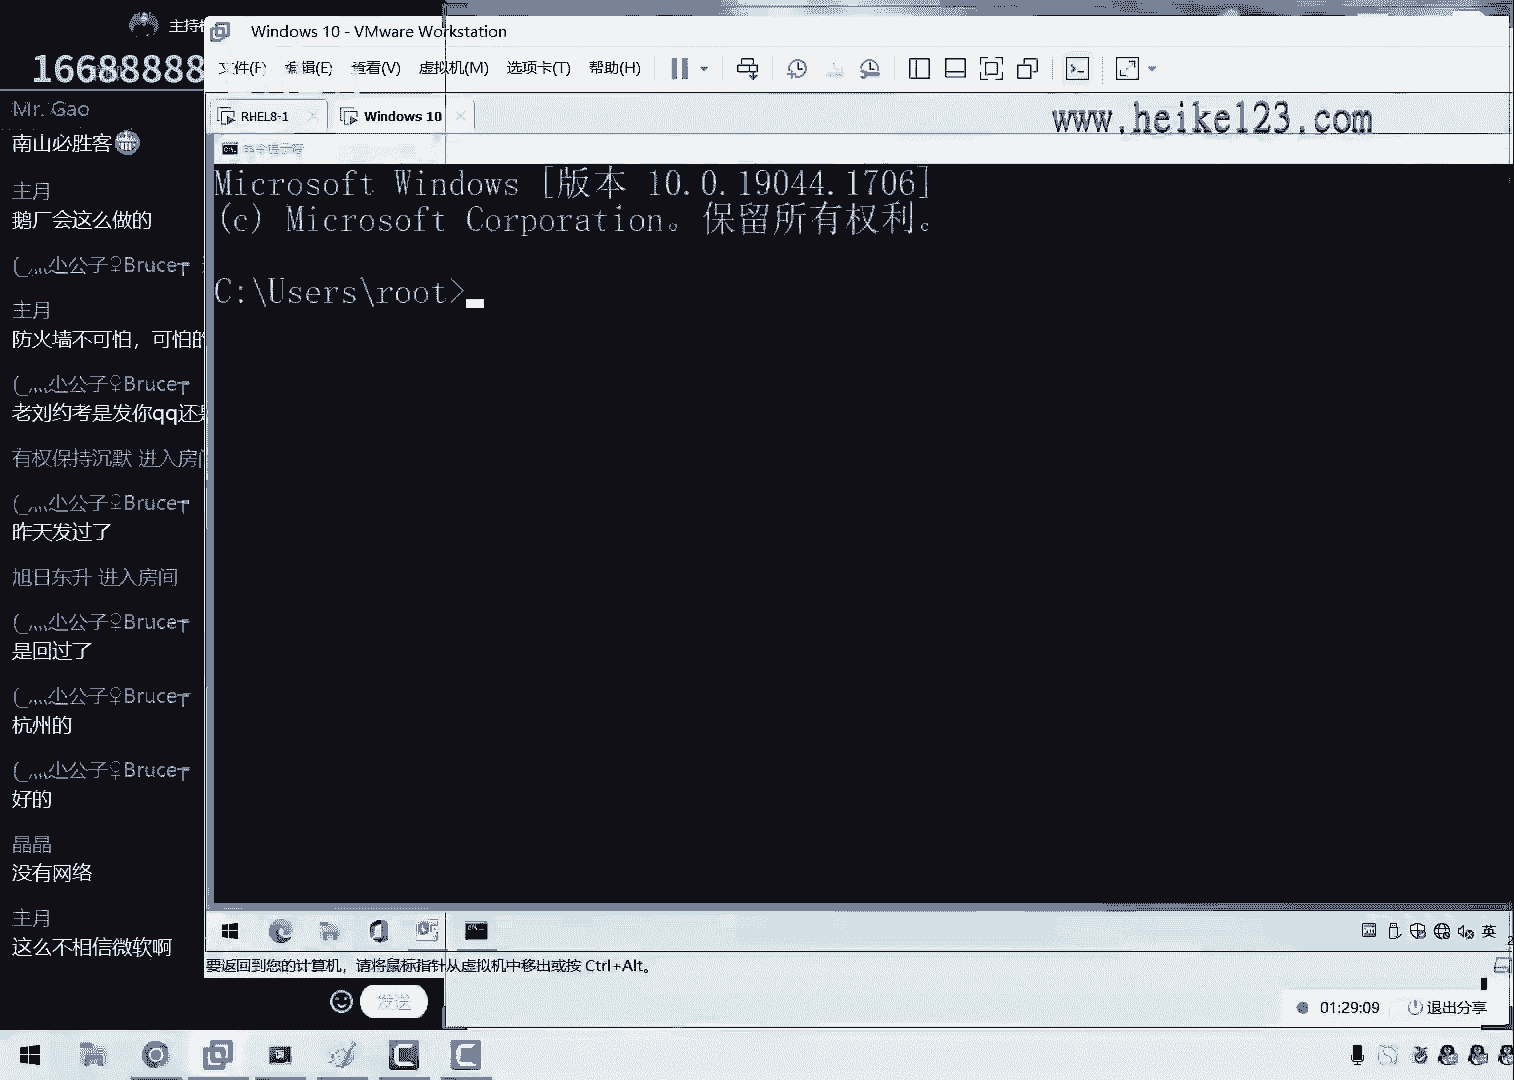 主持
16688888
Mr. Gao
南山必胜客
主月
鹅厂会这么做的
尘公子♀Bruce
主月
防火墙不可怕，可怕的
尘公子♀Bruce
老刘约考是发你qq还是
有权保持沉默 进入房间
尘公子♀Bruce
昨天发过了
旭日东升 进入房间
尘公子♀Bruce
是回过了
尘公子♀Bruce
杭州的
尘公子♀Bruce
好的
晶晶
没有网络
主月
这么不相信微软啊
发送
Windows 10 - VMware Workstation
文件(F) 编辑(E) 查看(V) 虚拟机(M) 选项卡(T) 帮助(H)
RHEL8-1 Windows 10
www.heike123.com
命令提示符
Microsoft Windows [版本 10.0.19044.1706]
(c) Microsoft Corporation。保留所有权利。
C:\Users\root>
英
要返回到您的计算机，请将鼠标指针从虚拟机中移出或按 Ctrl+Alt。
01:29:09 退出分享